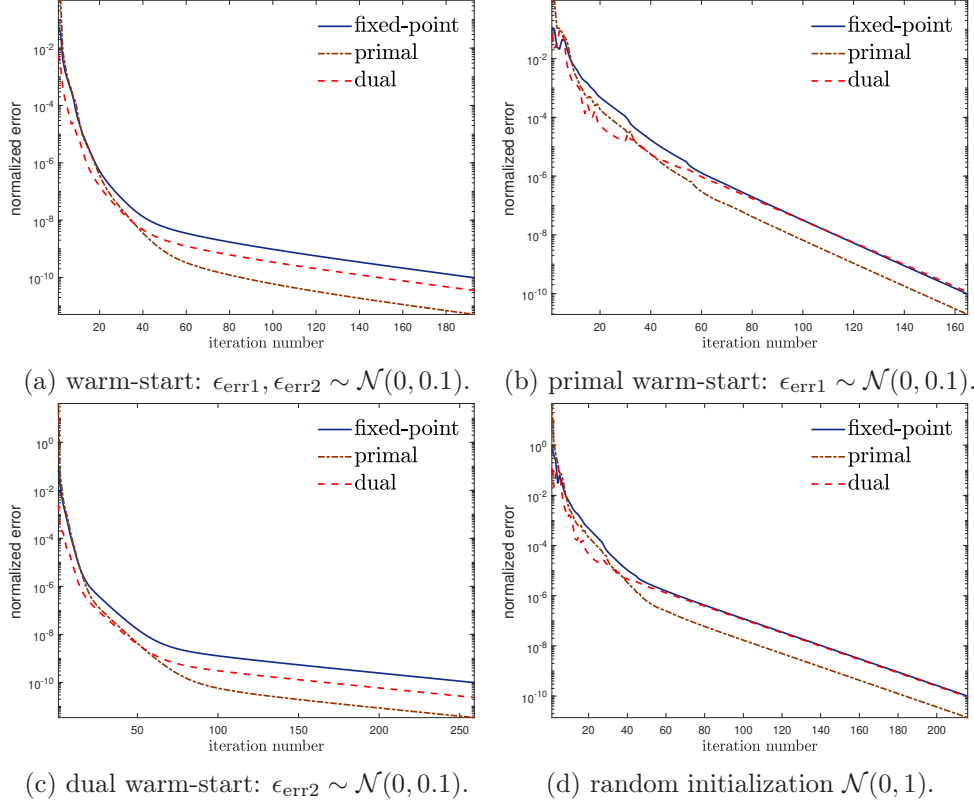 fixed-point
primal
dual
normalized error
10^-2
10^-4
10^-6
10^-8
10^-10
20 40 60 80 100 120 140 160 180
iteration number
(a) warm-start: ϵ_err1, ϵ_err2 ∼ 𝒩(0, 0.1).
fixed-point
primal
dual
normalized error
10^-2
10^-4
10^-6
10^-8
10^-10
20 40 60 80 100 120 140 160
iteration number
(b) primal warm-start: ϵ_err1 ∼ 𝒩(0, 0.1).
fixed-point
primal
dual
normalized error
10^0
10^-2
10^-4
10^-6
10^-8
10^-10
50 100 150 200 250
iteration number
(c) dual warm-start: ϵ_err2 ∼ 𝒩(0, 0.1).
fixed-point
primal
dual
normalized error
10^0
10^-2
10^-4
10^-6
10^-8
10^-10
20 40 60 80 100 120 140 160 180 200
iteration number
(d) random initialization 𝒩(0, 1).